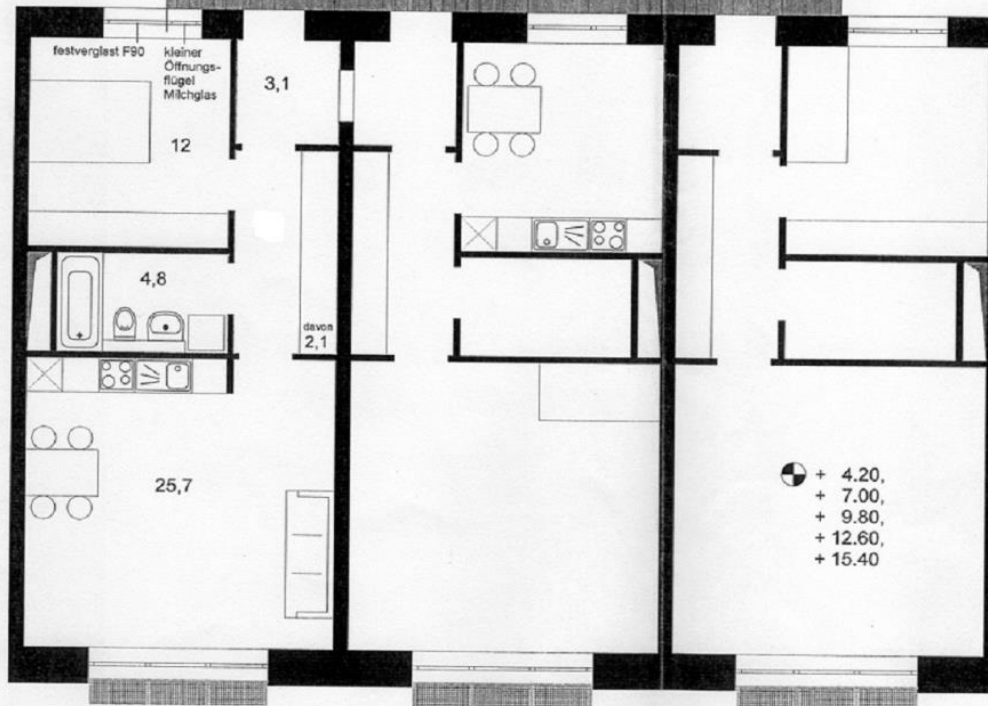 festverglast F90
kleiner
Öffnungs-
flügel
Milchglas
3,1
12
4,8
davon
2,1
25,7
+ 4.20,
+ 7.00,
+ 9.80,
+ 12.60,
+ 15.40